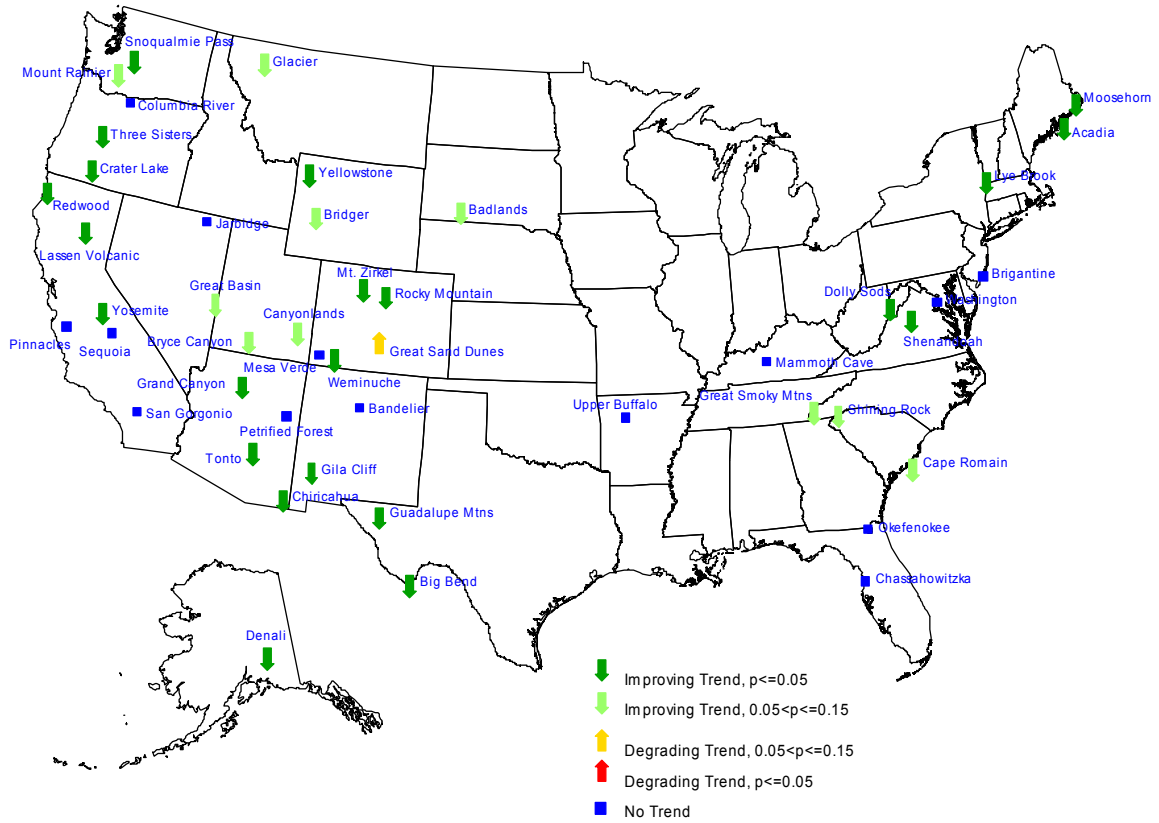 Snoqualmie Pass
Glacier
Mount Rainier
Moosehorn
Columbia River
Acadia
Three Sisters
Crater Lake
Yellowstone
Lye Brook
Redwood
Badlands
Bridger
Jarbidge
Lassen Volcanic
Mt. Zirkel
Brigantine
Great Basin
Rocky Mountain
Dolly Sods
Washington
Yosemite
Canyonlands
Pinnacles
Sequoia
Bryce Canyon
Great Sand Dunes
Shenandoah
Mesa Verde
Mammoth Cave
Weminuche
Grand Canyon
Great Smoky Mtns
Upper Buffalo
Bandelier
Shining Rock
San Gorgonio
Petrified Forest
Tonto
Gila Cliff
Cape Romain
Chiricahua
Guadalupe Mtns
Okefenokee
Big Bend
Chassahowitzka
Denali
Improving Trend, p<=0.05
Improving Trend, 0.05<p<=0.15
Degrading Trend, 0.05<p<=0.15
Degrading Trend, p<=0.05
No Trend